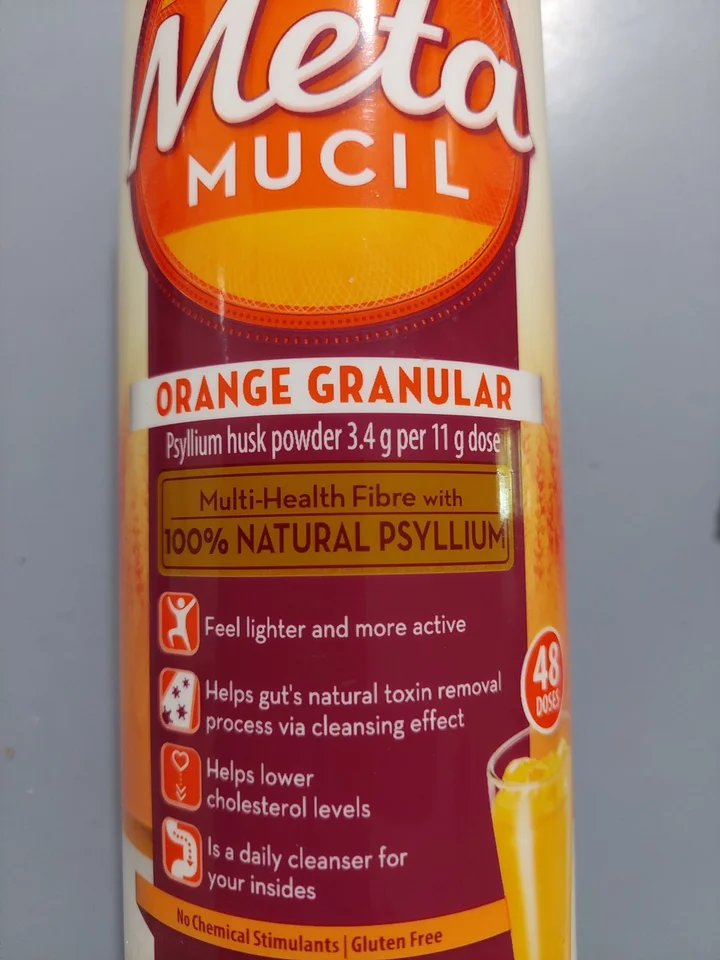 Meta
MUCIL
ORANGE GRANULAR
Psyllium husk powder 3.4 g per 11 g dose
Multi-Health Fibre with
100% NATURAL PSYLLIUM
Feel lighter and more active
Helps gut's natural toxin removal
process via cleansing effect
48
DOSES
Helps lower
cholesterol levels
Is a daily cleanser for
your insides
No Chemical Stimulants | Gluten Free